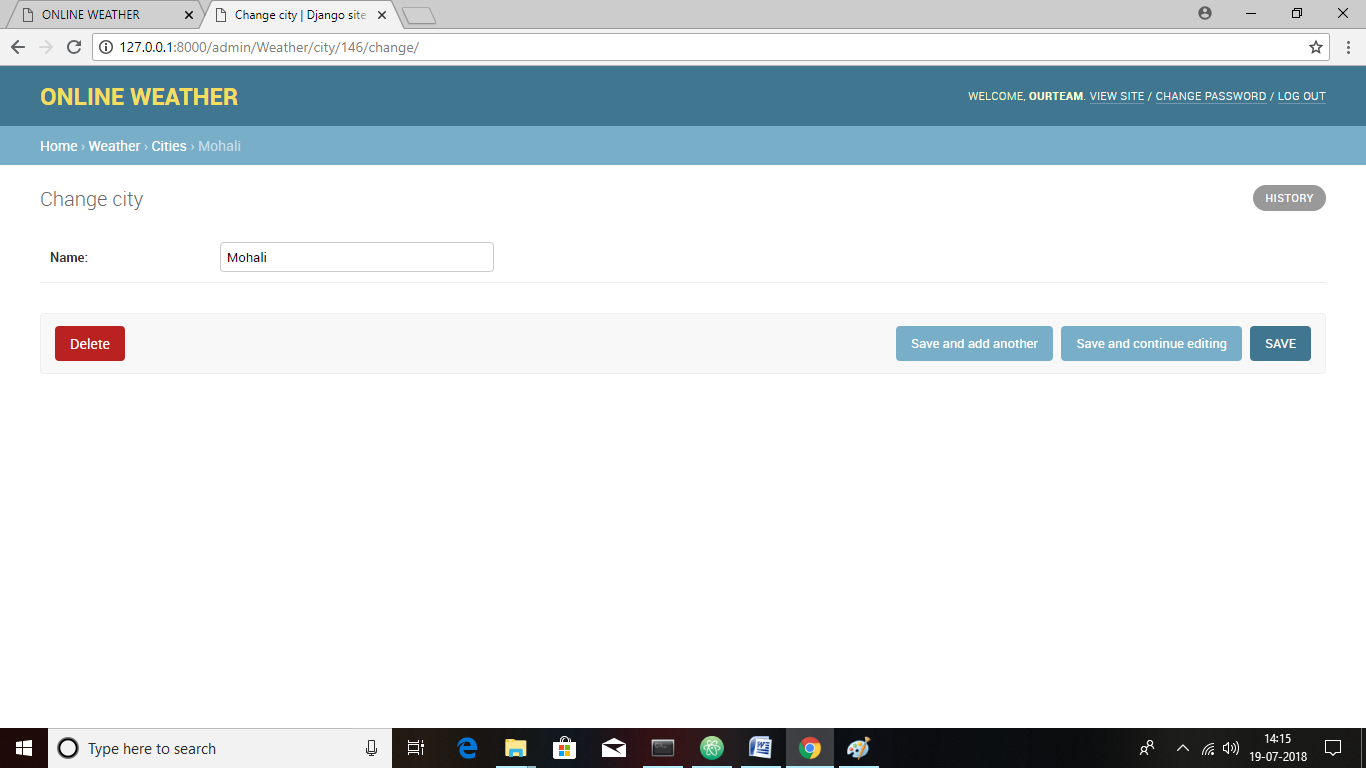 ONLINE WEATHER
Change city | Django site
127.0.0.1:8000/admin/Weather/city/146/change/
ONLINE WEATHER
WELCOME, OURTEAM. VIEW SITE / CHANGE PASSWORD / LOG OUT
Home › Weather › Cities › Mohali
Change city
HISTORY
Name:
Mohali
Delete
Save and add another
Save and continue editing
SAVE
Type here to search
14:15
19-07-2018